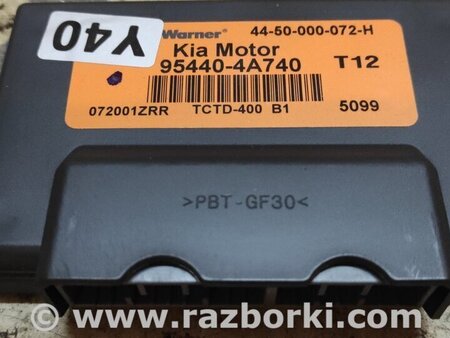 Y40
Warner 44-50-000-072-H
Kia Motor
95440-4A740 T12
072001ZRR TCTD-400 B1 5099
>PBT-GF30<
www.razborki.com